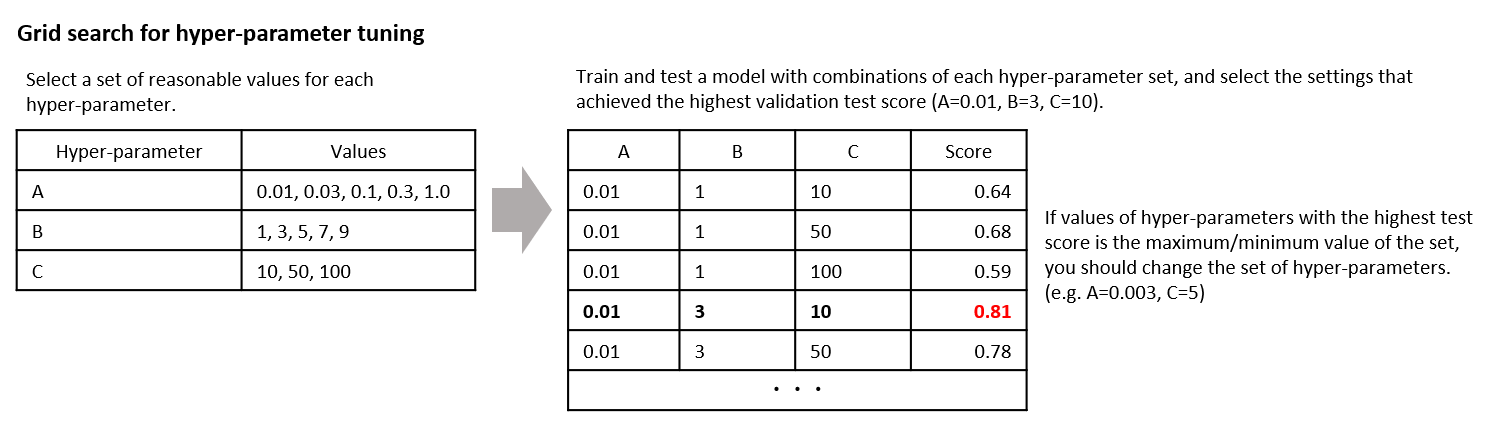 Grid search for hyper-parameter tuning
Select a set of reasonable values for each
hyper-parameter.
Hyper-parameter Values
A 0.01, 0.03, 0.1, 0.3, 1.0
B 1, 3, 5, 7, 9
C 10, 50, 100
Train and test a model with combinations of each hyper-parameter set, and select the settings that
achieved the highest validation test score (A=0.01, B=3, C=10).
A B C Score
0.01 1 10 0.64
0.01 1 50 0.68
0.01 1 100 0.59
0.01 3 10 0.81
0.01 3 50 0.78
. . .
If values of hyper-parameters with the highest test
score is the maximum/minimum value of the set,
you should change the set of hyper-parameters.
(e.g. A=0.003, C=5)